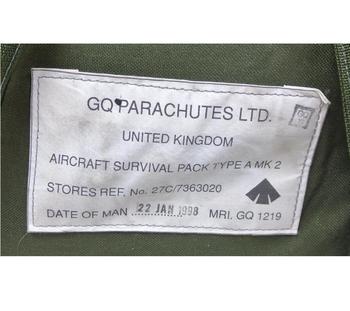 GQ PARACHUTES LTD.
UNITED KINGDOM
AIRCRAFT SURVIVAL PACK TYPE A MK 2
STORES REF. No. 27C/7363020
DATE OF MAN 22 JAN 1998 MRI. GQ 1219